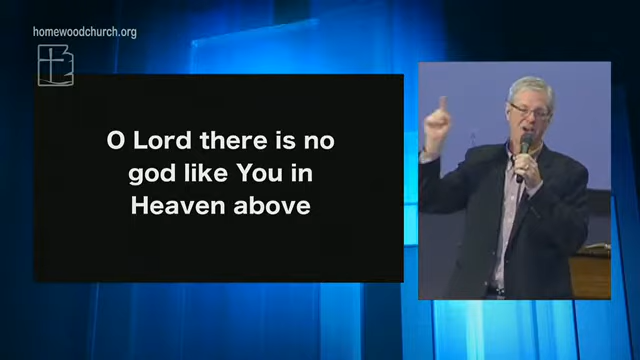 homewoodchurch.org
O Lord there is no
god like You in
Heaven above